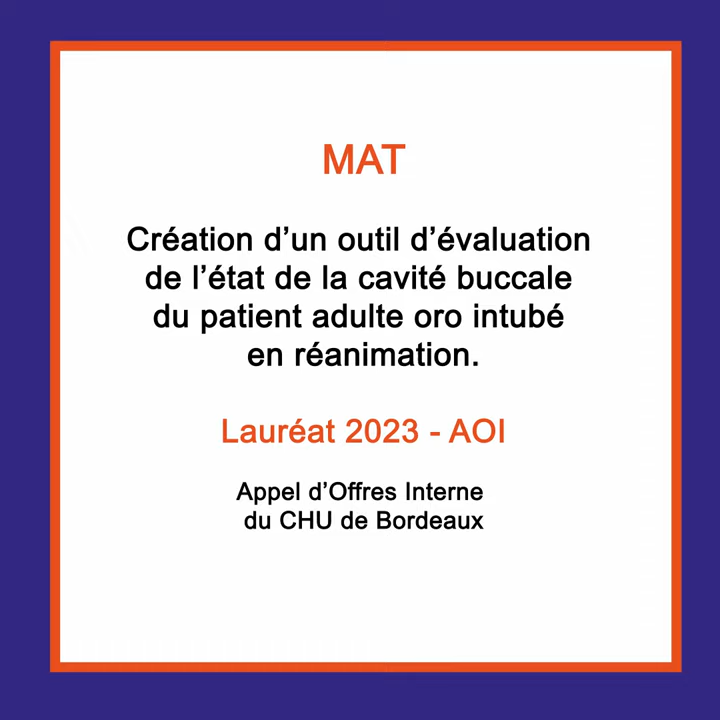 MAT
Création d’un outil d’évaluation
de l’état de la cavité buccale
du patient adulte oro intubé
en réanimation.
Lauréat 2023 - AOI
Appel d’Offres Interne
du CHU de Bordeaux